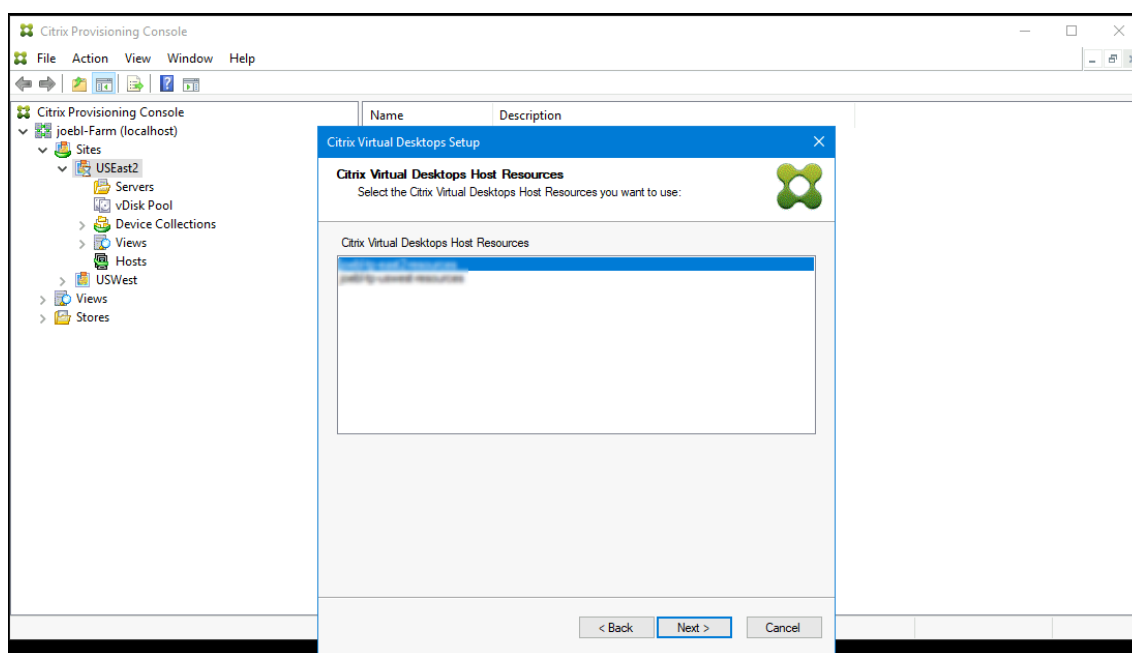 Citrix Provisioning Console
File Action View Window Help
Citrix Provisioning Console
joebl-Farm (localhost)
Sites
USEast2
Servers
vDisk Pool
Device Collections
Views
Hosts
USWest
Views
Stores
Name Description
Citrix Virtual Desktops Setup
Citrix Virtual Desktops Host Resources
Select the Citrix Virtual Desktops Host Resources you want to use:
Citrix Virtual Desktops Host Resources
< Back Next > Cancel